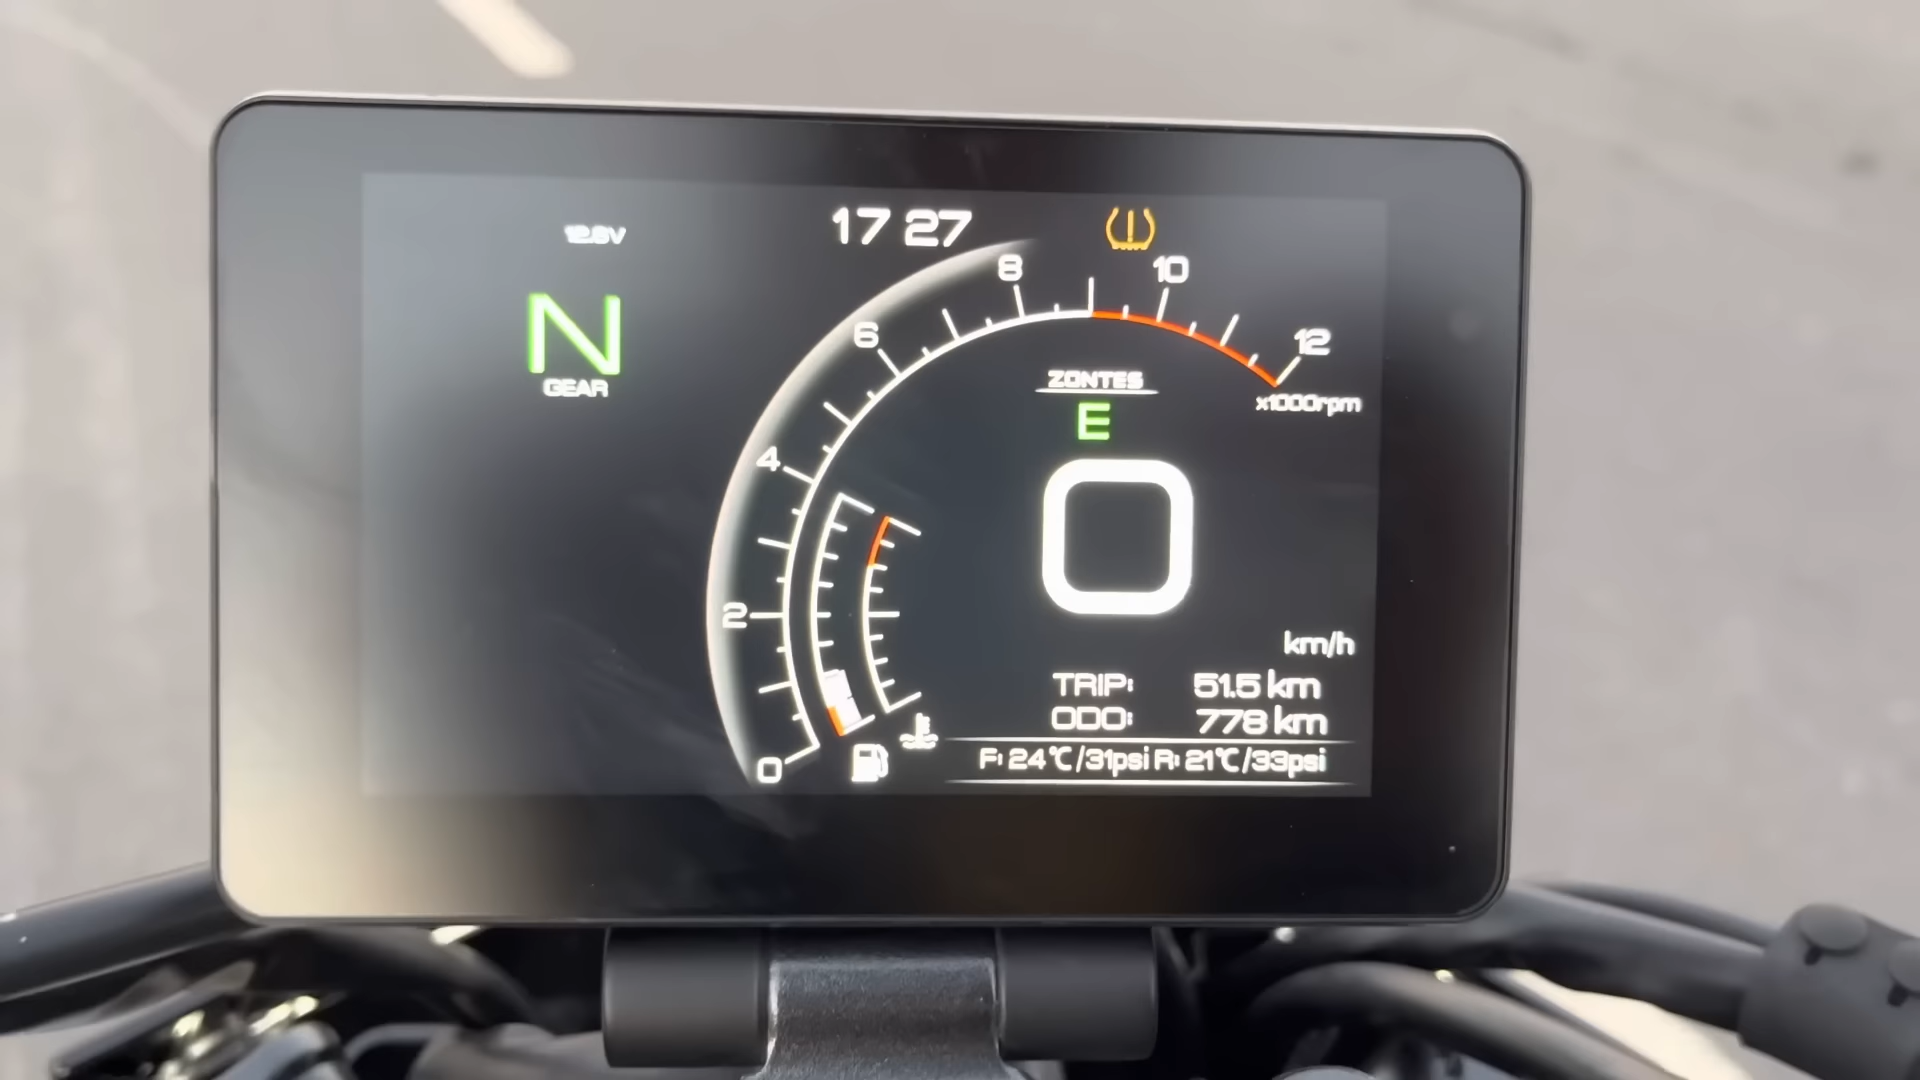 12.6V
17 27
N
GEAR
8
10
6
12
ZONTES
x1000rpm
E
4
0
2
km/h
TRIP: 51.5 km
ODO: 778 km
0
F: 24℃/31psi R: 21℃/33psi